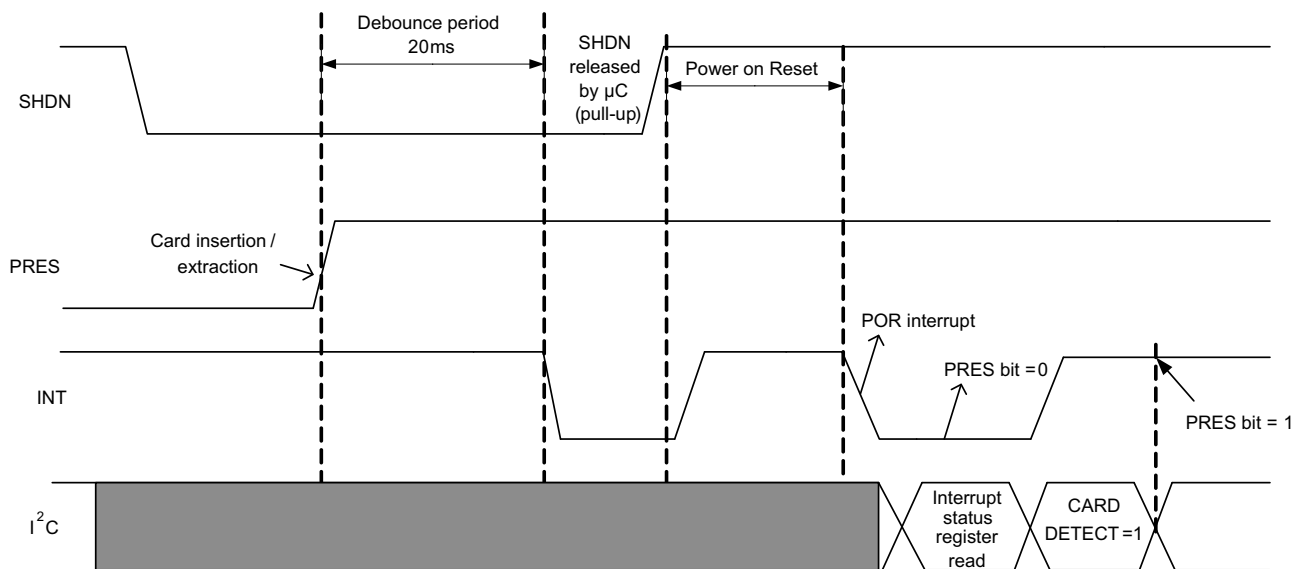 Debounce period
20ms
SHDN
released
by µC
(pull-up)
Power on Reset
SHDN
Card insertion /
extraction
PRES
POR interrupt
PRES bit =0
INT
PRES bit = 1
I²C
Interrupt
status
register
read
CARD
DETECT =1